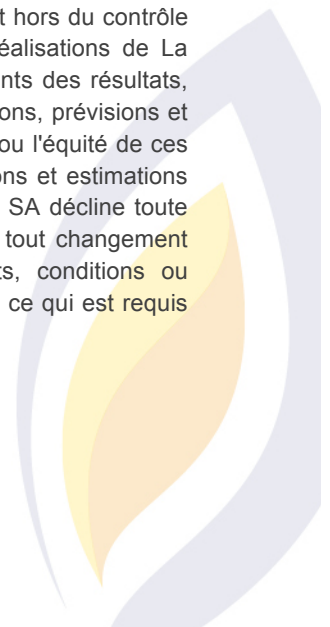 t hors du contrôle
éalisations de La
nts des résultats,
ons, prévisions et
ou l'équité de ces
ns et estimations
SA décline toute
tout changement
ts, conditions ou
ce qui est requis